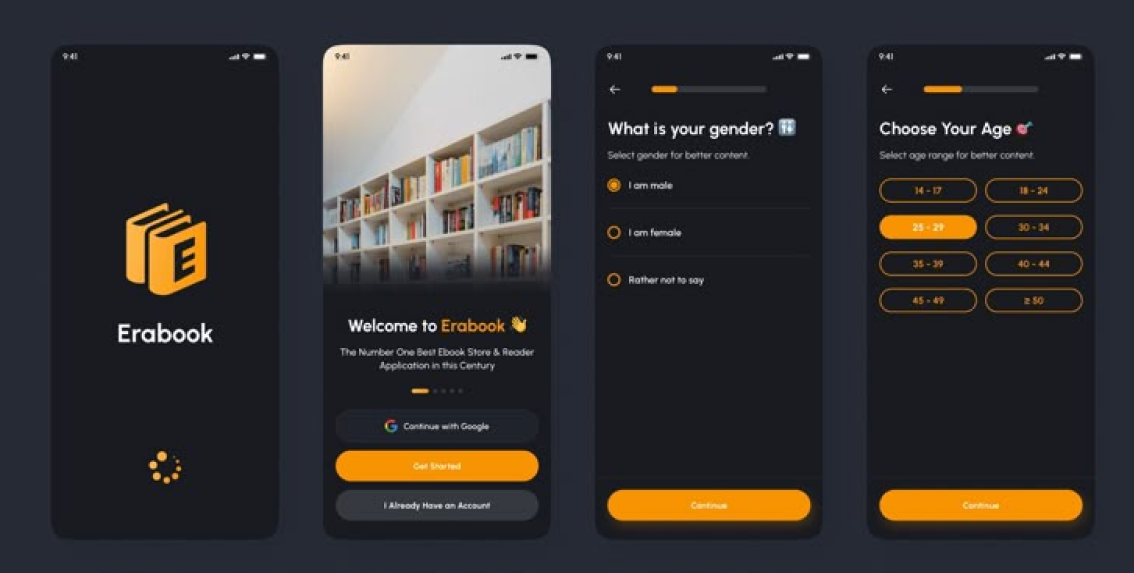 9:41
E
Erabook
9:41
Welcome to Erabook 👋
The Number One Best Ebook Store & Reader
Application in this Century
Continue with Google
Get Started
I Already Have an Account
9:41
What is your gender?
Select gender for better content.
I am male
I am female
Rather not to say
Continue
9:41
Choose Your Age 🎯
Select age range for better content.
14 - 17
18 - 24
25 - 29
30 - 34
35 - 39
40 - 44
45 - 49
≥ 50
Continue